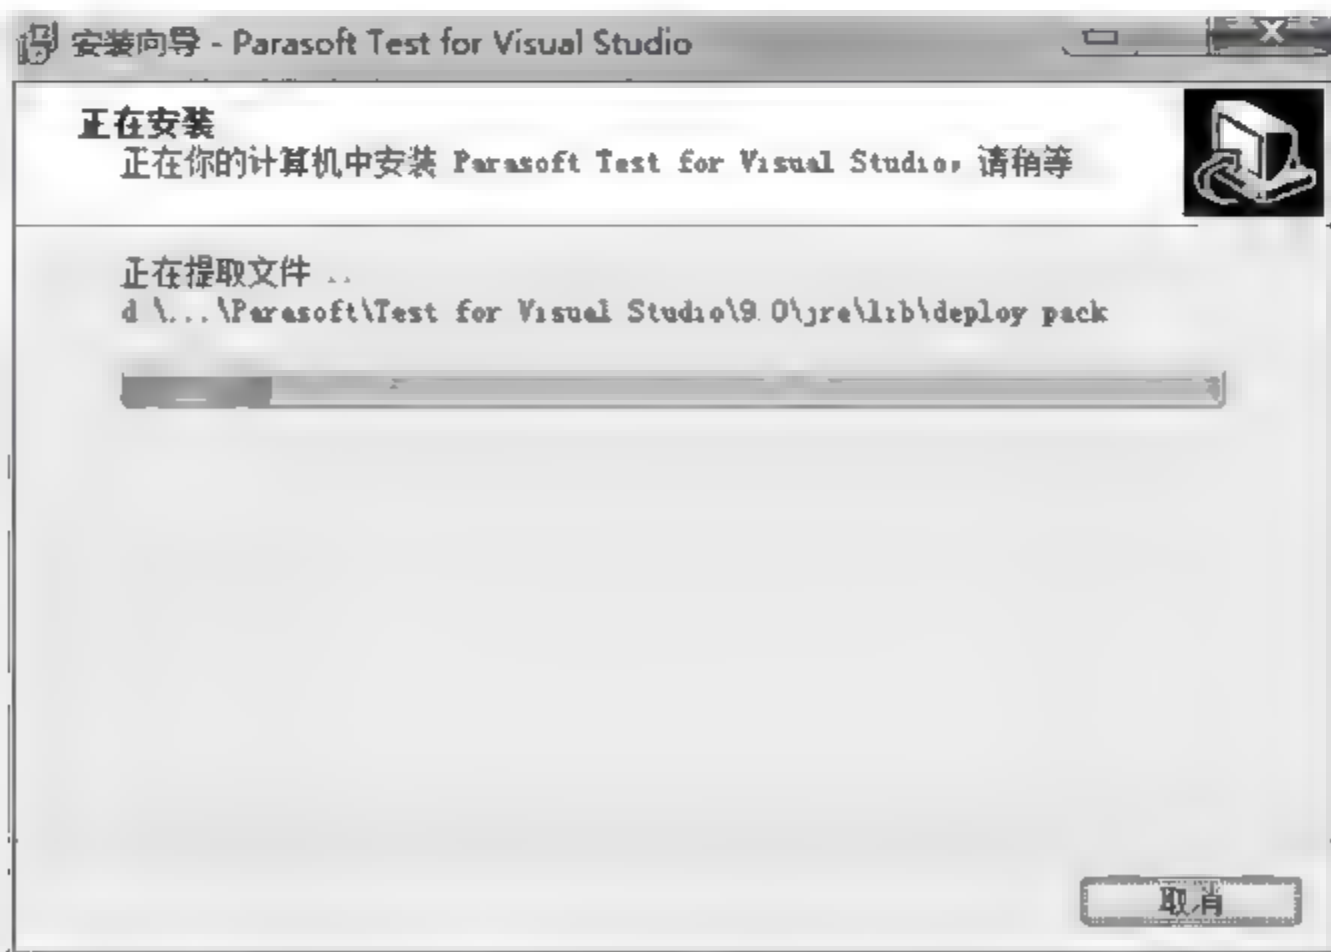 安装向导 - Parasoft Test for Visual Studio
正在安装
正在你的计算机中安装 Parasoft Test for Visual Studio，请稍等
正在提取文件 ...
d:\...\Parasoft\Test for Visual Studio\9.0\jre\lib\deploy.pack
取消